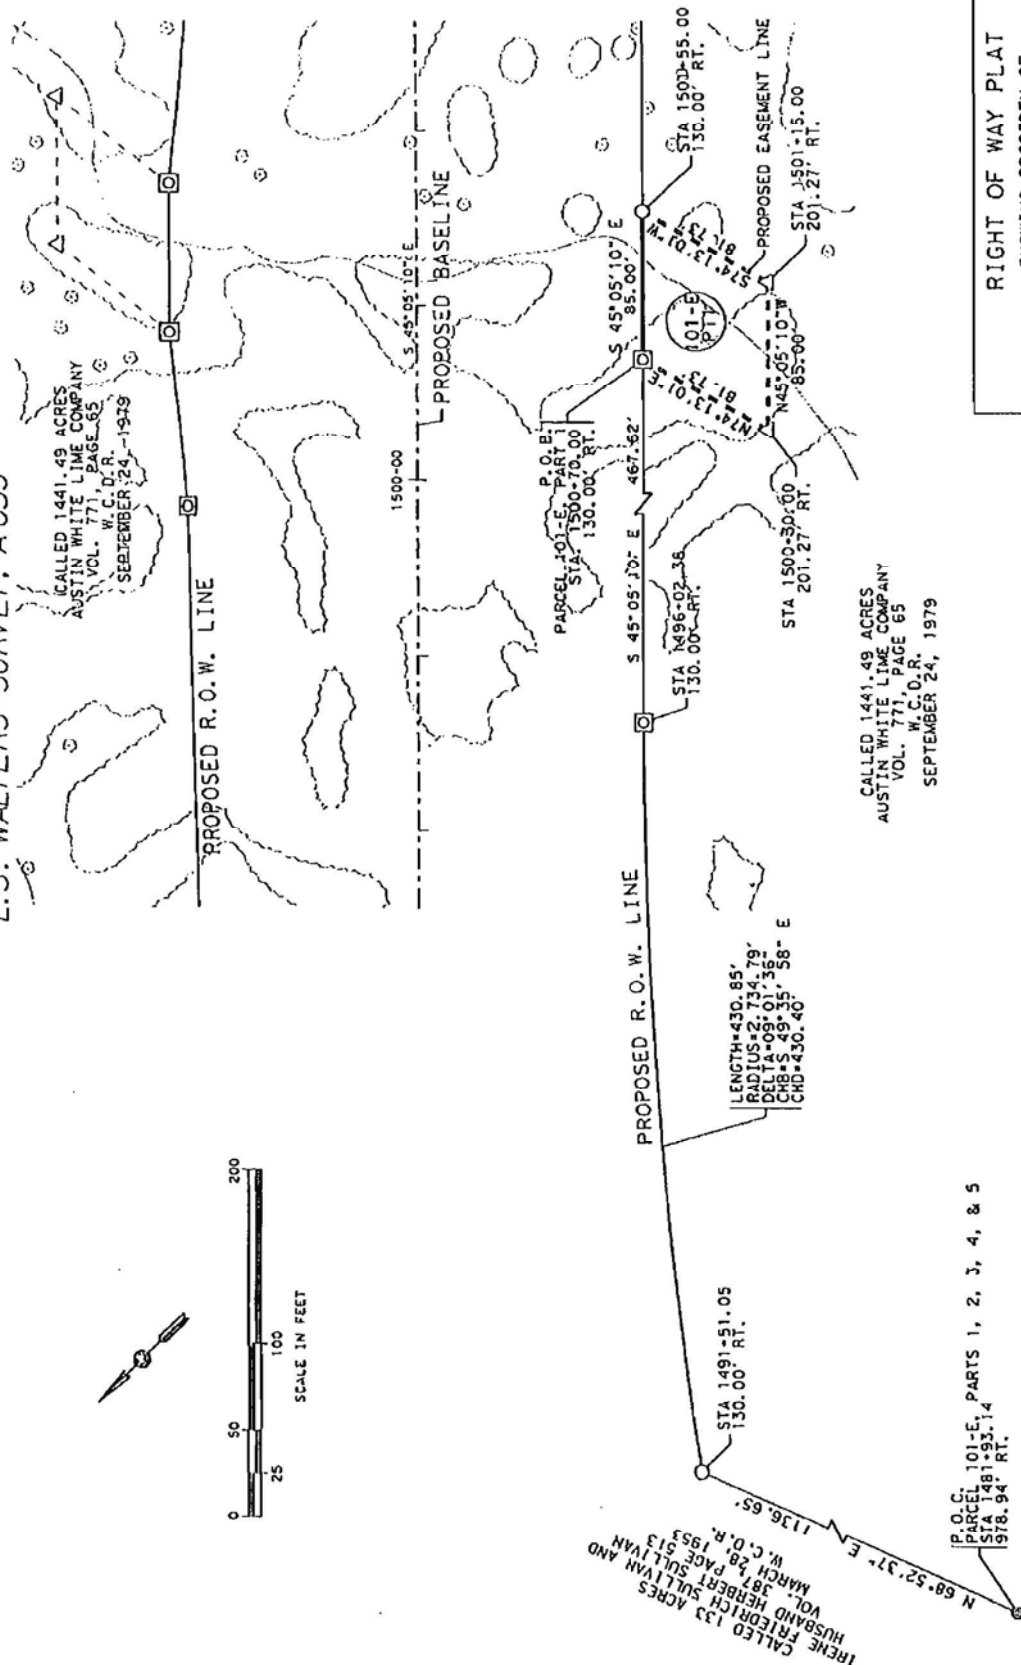 CALLED 1441.49 ACRES
AUSTIN WHITE LIME COMPANY
VOL. 771, PAGE 65
W.C.D.R.
SEPTEMBER 24, 1979
PROPOSED R.O.W. LINE
1500+00
S 45°05'10" E
PROPOSED BASELINE
0
25
50
100
200
SCALE IN FEET
P.O.B.
PARCEL 101-E, PART 1
STA. 1500+70.00
130.00' RT.
S 45°05'10" E
85.00'
STA 1500+55.00
130.00' RT.
S74°13'01"W
81.73'
PROPOSED EASEMENT LINE
STA 1501+15.00
201.27' RT.
101-E
PT1
N74°13'01"E
81.73'
N45°05'10"W
85.00'
STA 1500+30.00
201.27' RT.
S 45°05'10" E
467.62'
STA 1496+02.38
130.00' RT.
CALLED 1441.49 ACRES
AUSTIN WHITE LIME COMPANY
VOL. 771, PAGE 65
W.C.D.R.
SEPTEMBER 24, 1979
PROPOSED R.O.W. LINE
LENGTH=430.85'
RADIUS=2,734.79'
DELTA=09°01'36"
CHB=S 49°35'58" E
CHD=430.40'
STA 1491+51.05
130.00' RT.
CALLED 133 ACRES
IRENE FRIEDRICH SULLIVAN AND
HUSBAND HERBERT SULLIVAN
VOL. 387, PAGE 513
MARCH 28, 1953
W.C.D.R.
1136.65'
N 68°52'37" E
P.O.C.
PARCEL 101-E, PARTS 1, 2, 3, 4, & 5
STA 1481+93.14
978.94' RT.
RIGHT OF WAY PLAT